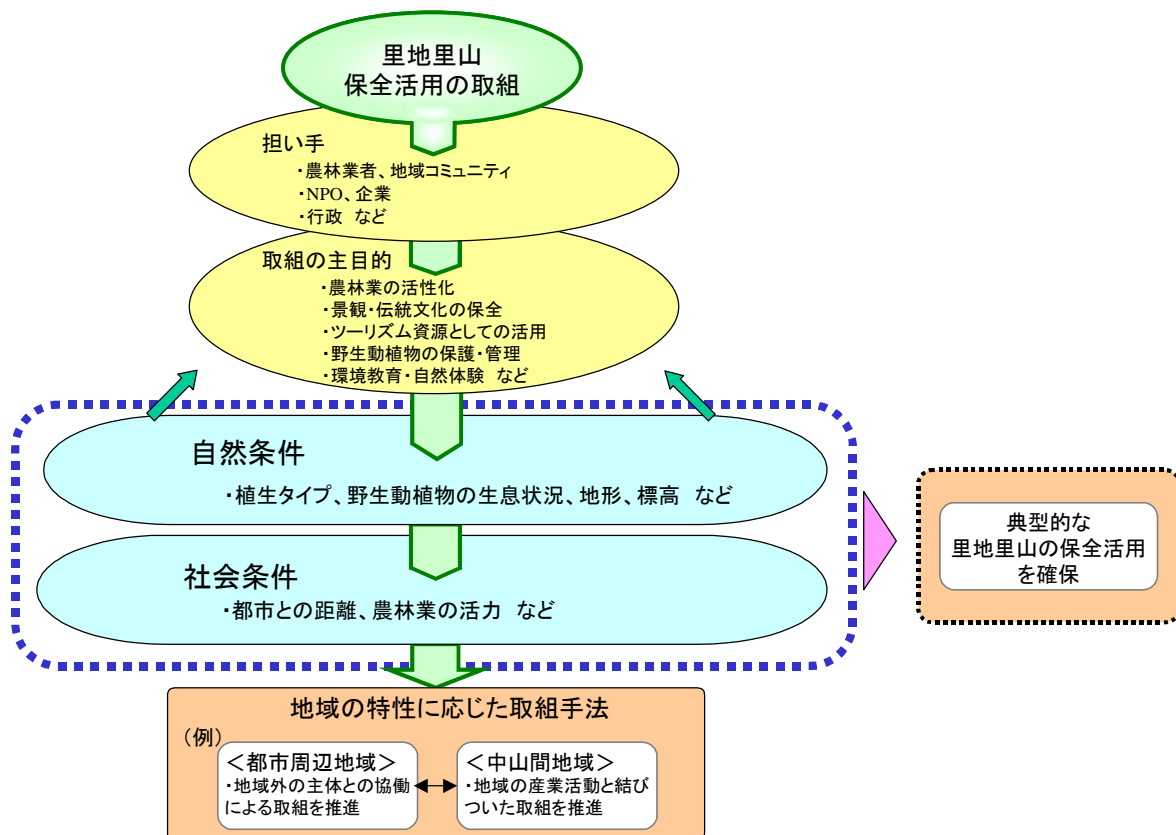 里地里山
保全活用の取組
担い手
・農林業者、地域コミュニティ
・NPO、企業
・行政 など
取組の主目的
・農林業の活性化
・景観・伝統文化の保全
・ツーリズム資源としての活用
・野生動植物の保護・管理
・環境教育・自然体験 など
自然条件
・植生タイプ、野生動植物の生息状況、地形、標高 など
社会条件
・都市との距離、農林業の活力 など
典型的な
里地里山の保全活用
を確保
地域の特性に応じた取組手法
(例)
＜都市周辺地域＞
・地域外の主体との協働
による取組を推進
＜中山間地域＞
・地域の産業活動と結び
ついた取組を推進